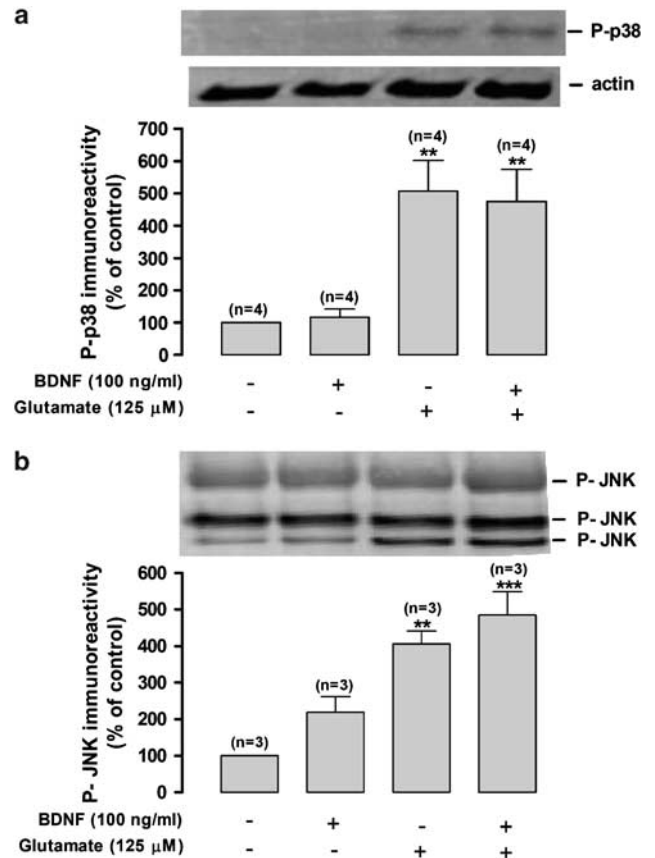 a
P-p38
actin
P-p38 immunoreactivity
(% of control)
700
600
500
400
300
200
100
0
(n=4)
(n=4)
(n=4)
**
(n=4)
**
BDNF (100 ng/ml) - + - +
Glutamate (125 μM) - - + +
b
P- JNK
P- JNK
P- JNK
P- JNK immunoreactivity
(% of control)
600
500
400
300
200
100
0
(n=3)
(n=3)
(n=3)
**
(n=3)
***
BDNF (100 ng/ml) - + - +
Glutamate (125 μM) - - + +